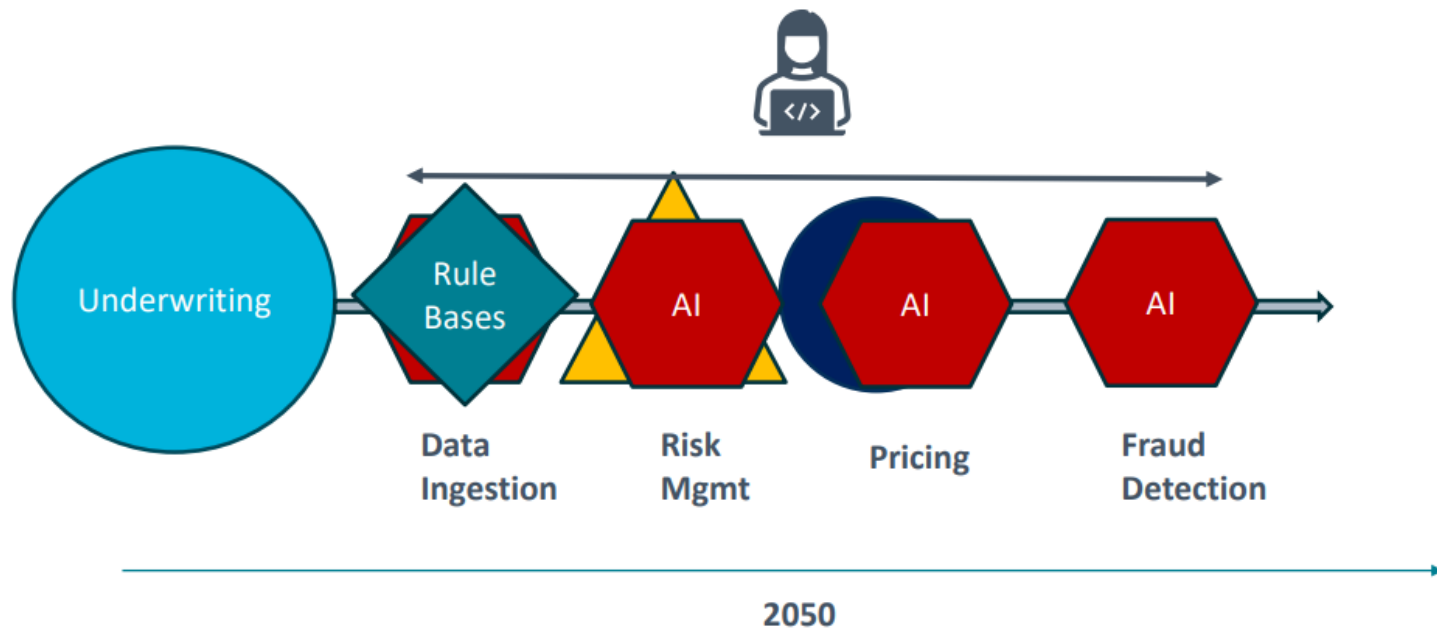 </>
Underwriting
Rule
Bases
AI
AI
AI
Data
Ingestion
Risk
Mgmt
Pricing
Fraud
Detection
2050